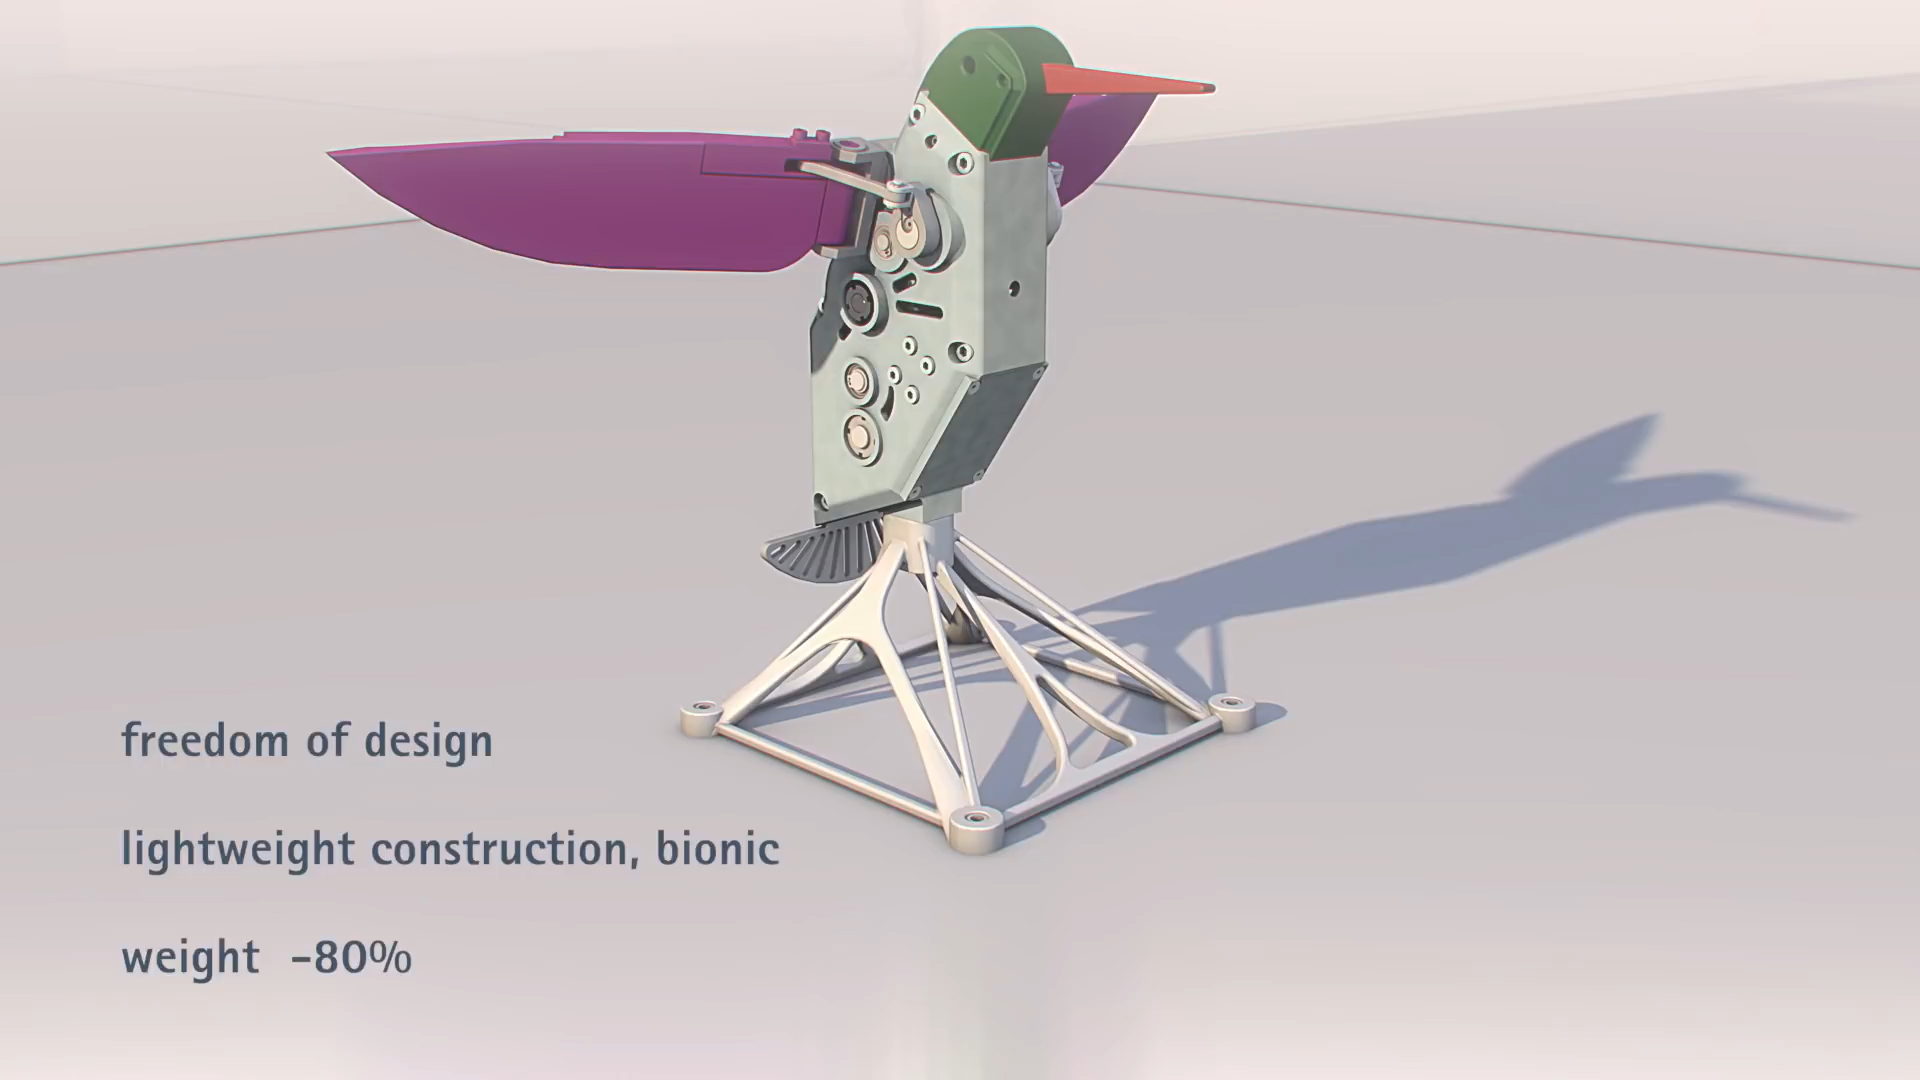 freedom of design
lightweight construction, bionic
weight -80%